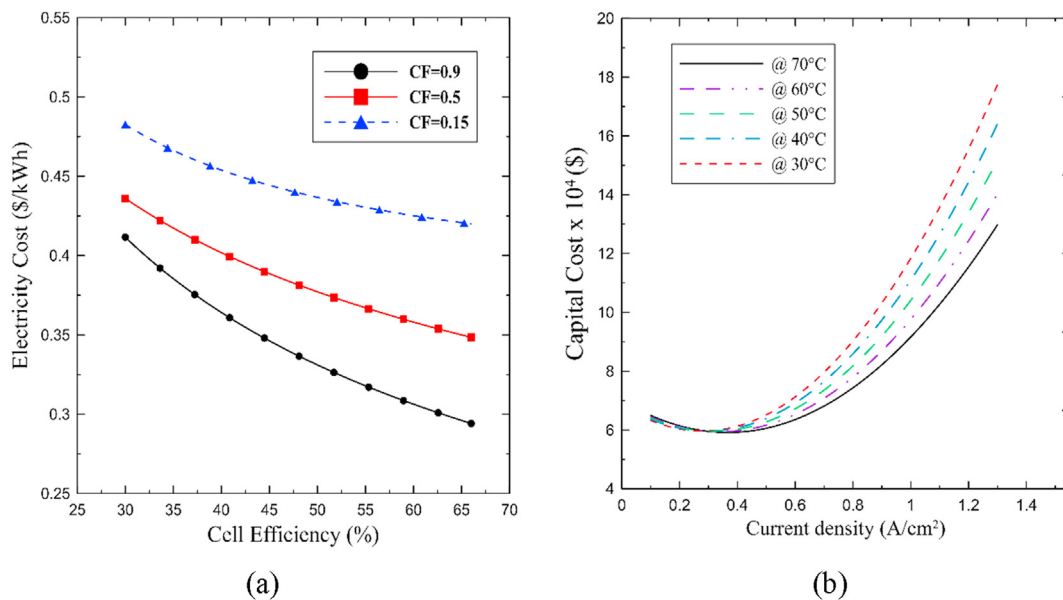 0.55
0.5
0.45
0.4
0.35
0.3
0.25
Electricity Cost ($/kWh)
CF=0.9
CF=0.5
CF=0.15
25 30 35 40 45 50 55 60 65 70
Cell Efficiency (%)
(a)
20
18
16
14
12
10
8
6
4
Capital Cost x 10⁴ ($)
@ 70°C
@ 60°C
@ 50°C
@ 40°C
@ 30°C
0 0.2 0.4 0.6 0.8 1 1.2 1.4
Current density (A/cm²)
(b)